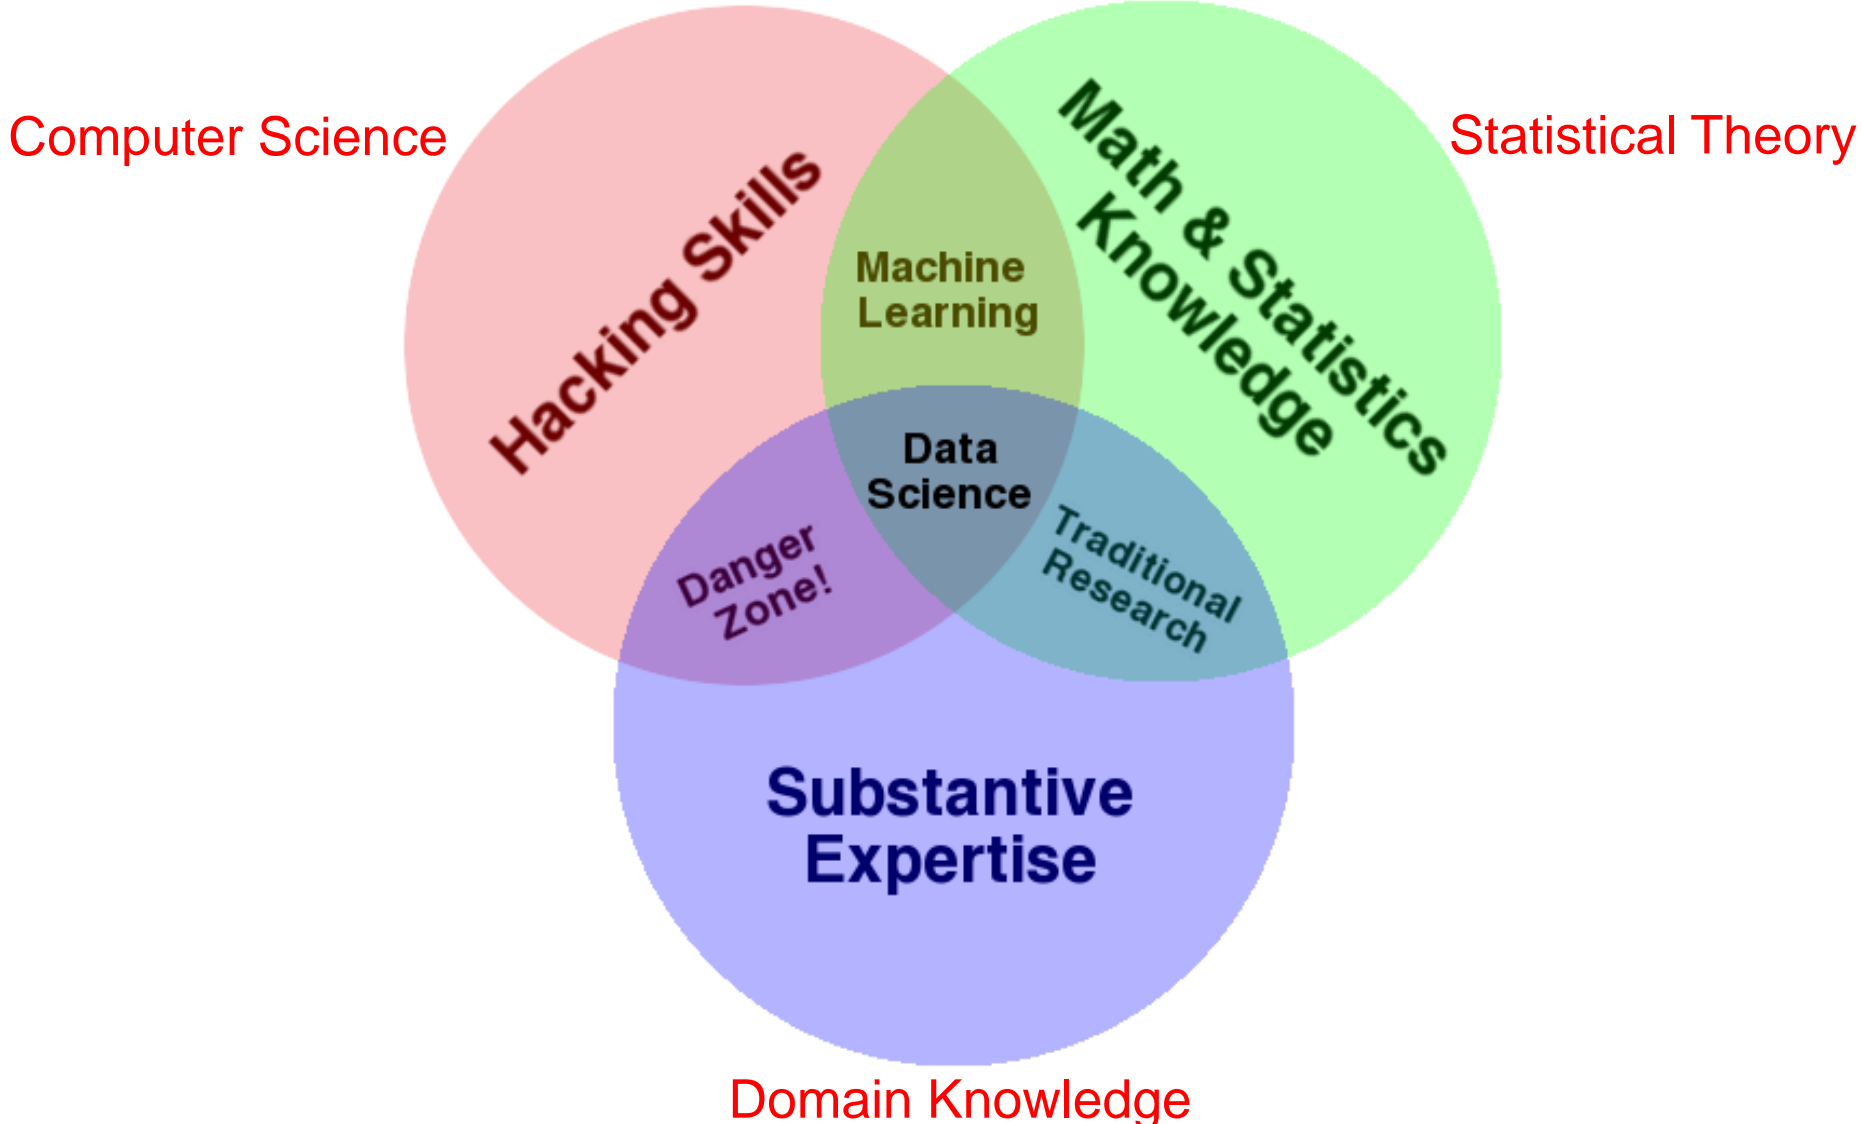 Computer Science
Statistical Theory
Hacking Skills
Math & Statistics
Knowledge
Machine
Learning
Data
Science
Danger
Zone!
Traditional
Research
Substantive
Expertise
Domain Knowledge